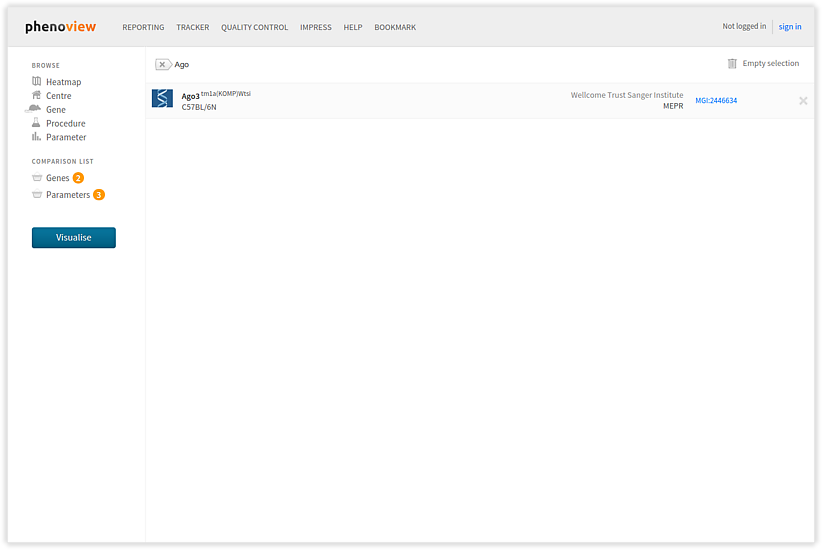 phenoview REPORTING TRACKER QUALITY CONTROL IMPRESS HELP BOOKMARK Not logged in sign in
BROWSE
Heatmap
Centre
Gene
Procedure
Parameter
COMPARISON LIST
Genes 2
Parameters 3
Visualise
Ago Empty selection
Ago3 tm1a(KOMP)Wtsi
C57BL/6N
Wellcome Trust Sanger Institute
MEPR
MGI:2446634